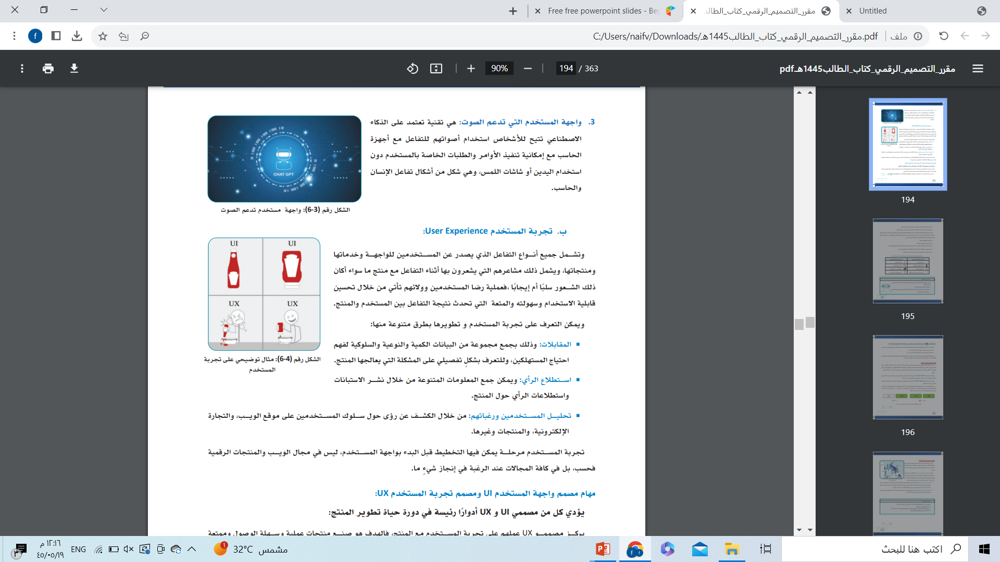 Free free powerpoint slides - Be
مقرر_التصميم_الرقمي_كتاب_الطال
Untitled
f
C:/Users/naifv/Downloads/مقرر_التصميم_الرقمي_كتاب_الطالب1445هـ.pdf
ملف
90%
194 / 363
مقرر_التصميم_الرقمي_كتاب_الطالب1445هـ.pdf
3. واجهة المستخدم التي تدعم الصوت: هي تقنية تعتمد على الذكاء
الاصطناعي تتيح للأشخاص استخدام أصواتهم للتفاعل مع أجهزة
الحاسب مع إمكانية تنفيذ الأوامر والطلبات الخاصة بالمستخدم دون
استخدام اليدين أو شاشات اللمس، وهي شكل من أشكال تفاعل الإنسان
والحاسب.
CHAT GPT
الشكل رقم (3-6): واجهة مستخدم تدعم الصوت
ب. تجربة المستخدم User Experience:
وتشمل جميع أنواع التفاعل الذي يصدر عن المستخدمين للواجهة وخدماتها
ومنتجاتها، ويشمل ذلك مشاعرهم التي يشعرون بها أثناء التفاعل مع منتج ما سواء أكان
ذلك الشعور سلبًا أم إيجابًا ،فعملية رضا المستخدمين وولائهم تأتي من خلال تحسين
قابلية الاستخدام وسهولته والمتعة التي تحدث نتيجة التفاعل بين المستخدم والمنتج.
UI
UI
UX
UX
الشكل رقم (4-6): مثال توضيحي على تجربة
المستخدم
ويمكن التعرف على تجربة المستخدم و تطويرها بطرق متنوعة منها:
▪ المقابلات: وذلك بجمع مجموعة من البيانات الكمية والنوعية والسلوكية لفهم
احتياج المستهلكين، وللتعرف بشكلٍ تفصيلي على المشكلة التي يعالجها المنتج.
▪ استطلاع الرأي: ويمكن جمع المعلومات المتنوعة من خلال نشر الاستبانات
واستطلاعات الرأي حول المنتج.
▪ تحليل المستخدمين ورغباتهم: من خلال الكشف عن رؤى حول سلوك المستخدمين على موقع الويب، والتجارة
الإلكترونية، والمنتجات وغيرها.
تجربة المستخدم مرحلة يمكن فيها التخطيط قبل البدء بواجهة المستخدم، ليس في مجال الويب والمنتجات الرقمية
فحسب، بل في كافة المجالات عند الرغبة في إنجاز شيءٍ ما.
مهام مصمم واجهة المستخدم UI ومصمم تجربة المستخدم UX:
يؤدي كل من مصممي UI و UX أدوارًا رئيسة في دورة حياة تطوير المنتج:
يركز مصممو UX عملهم على تجربة المستخدم مع المنتج، فالهدف هو صنع منتجات عملية وسهلة الوصول وممتعة
194
195
196
١٢:١٦ م
٤٥/٠٥/١٩
٣
ENG
1
32°C مشمس
f f
اكتب هنا للبحث